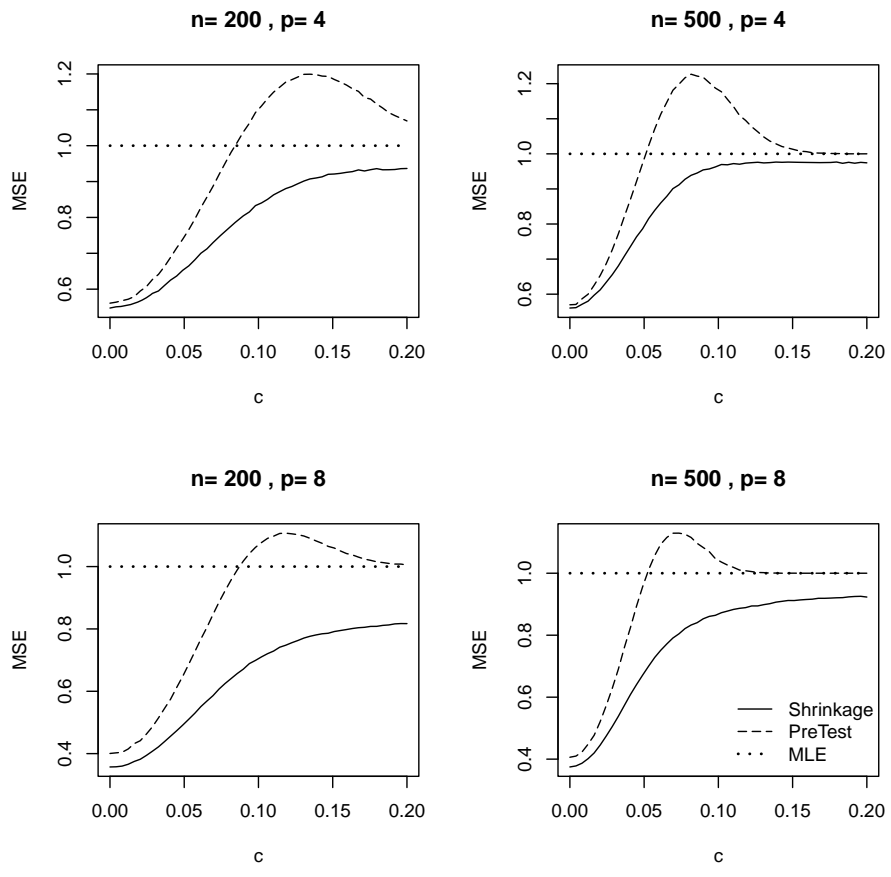 n= 200 , p= 4
MSE
0.6 0.8 1.0 1.2
0.00 0.05 0.10 0.15 0.20
c
n= 500 , p= 4
MSE
0.6 0.8 1.0 1.2
0.00 0.05 0.10 0.15 0.20
c
n= 200 , p= 8
MSE
0.4 0.6 0.8 1.0
0.00 0.05 0.10 0.15 0.20
c
n= 500 , p= 8
MSE
0.4 0.6 0.8 1.0
Shrinkage
PreTest
MLE
0.00 0.05 0.10 0.15 0.20
c